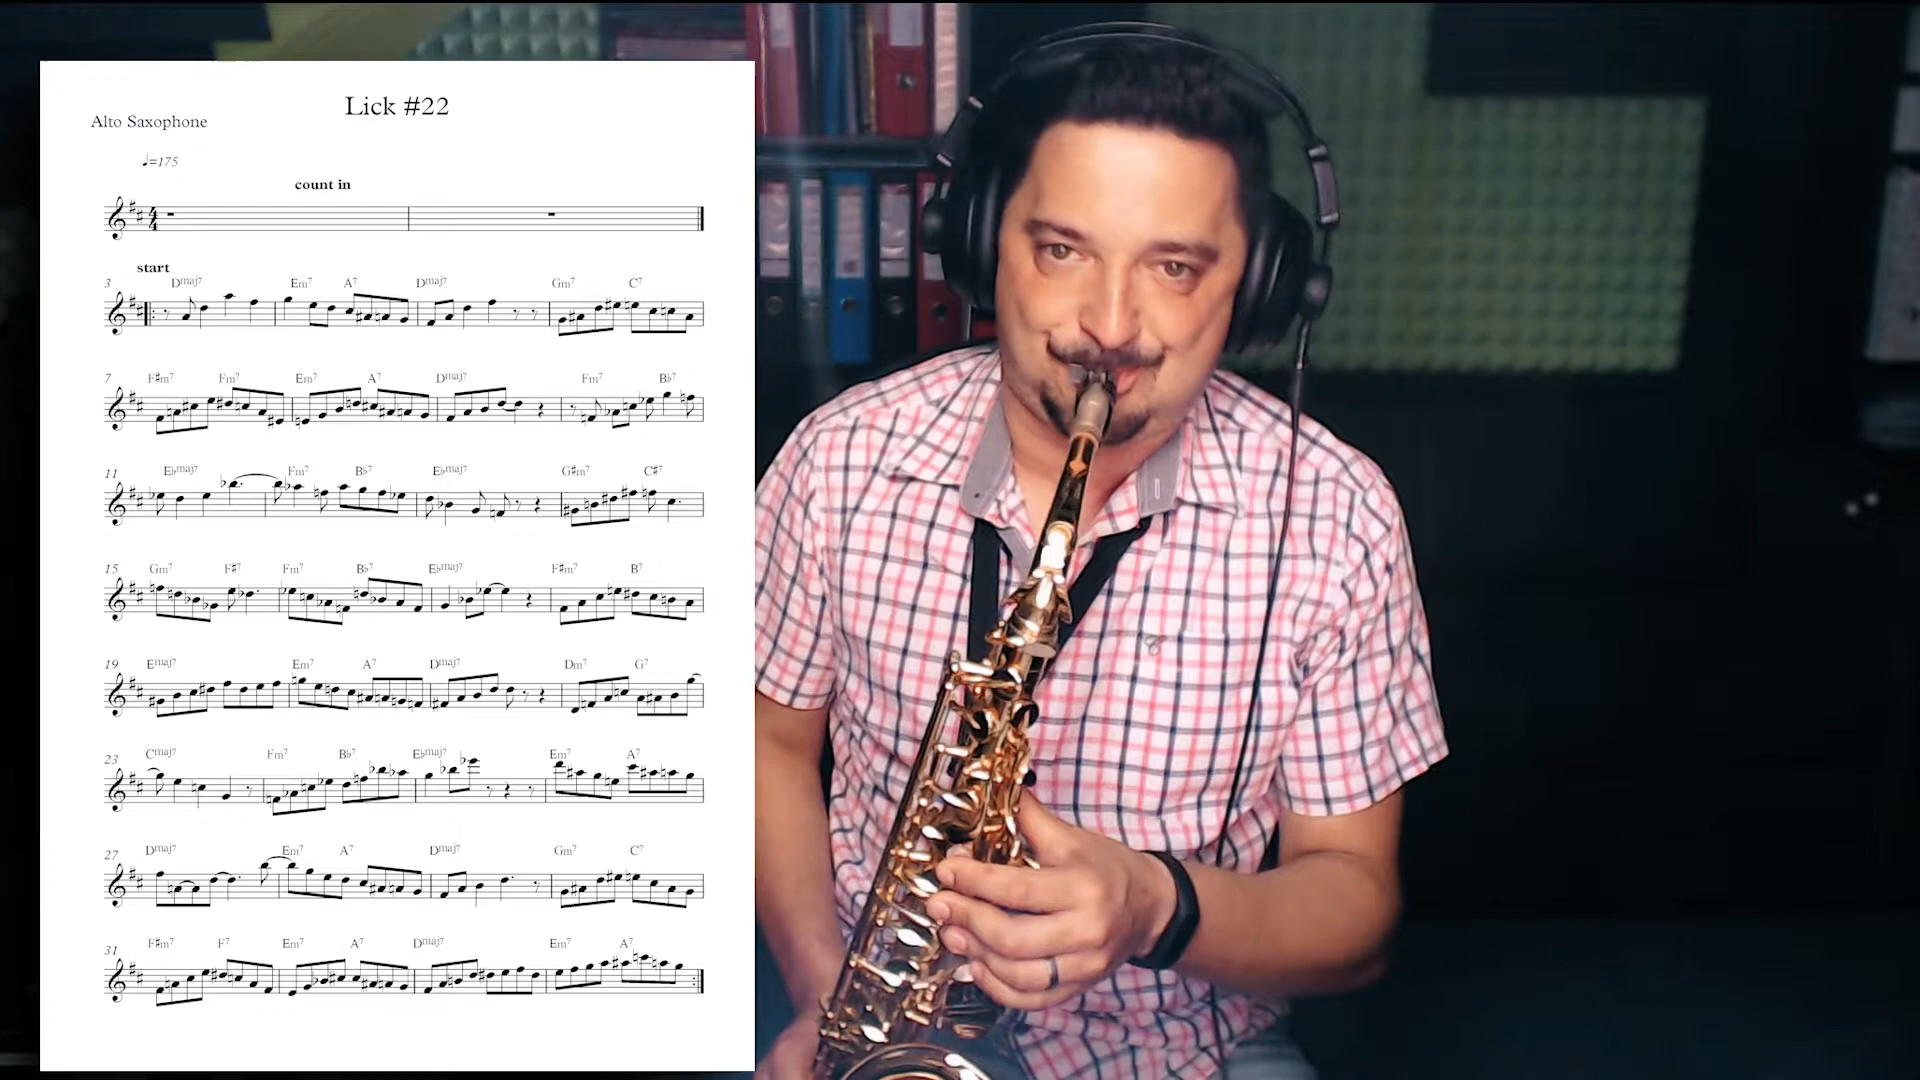 Lick #22
Alto Saxophone
♩=175
count in
start
3 Dmaj7 Em7 A7 Dmaj7 Gm7 C7
7 F#m7 Fm7 Em7 A7 Dmaj7 Fm7 B♭7
11 E♭maj7 Fm7 B♭7 E♭maj7 G#m7 C#7
15 Gm7 F#7 Fm7 B♭7 E♭maj7 F#m7 B7
19 Emaj7 Em7 A7 Dmaj7 Dm7 G7
23 Cmaj7 Fm7 B♭7 E♭maj7 Em7 A7
27 Dmaj7 Em7 A7 Dmaj7 Gm7 C7
31 F#m7 F7 Em7 A7 Dmaj7 Em7 A7